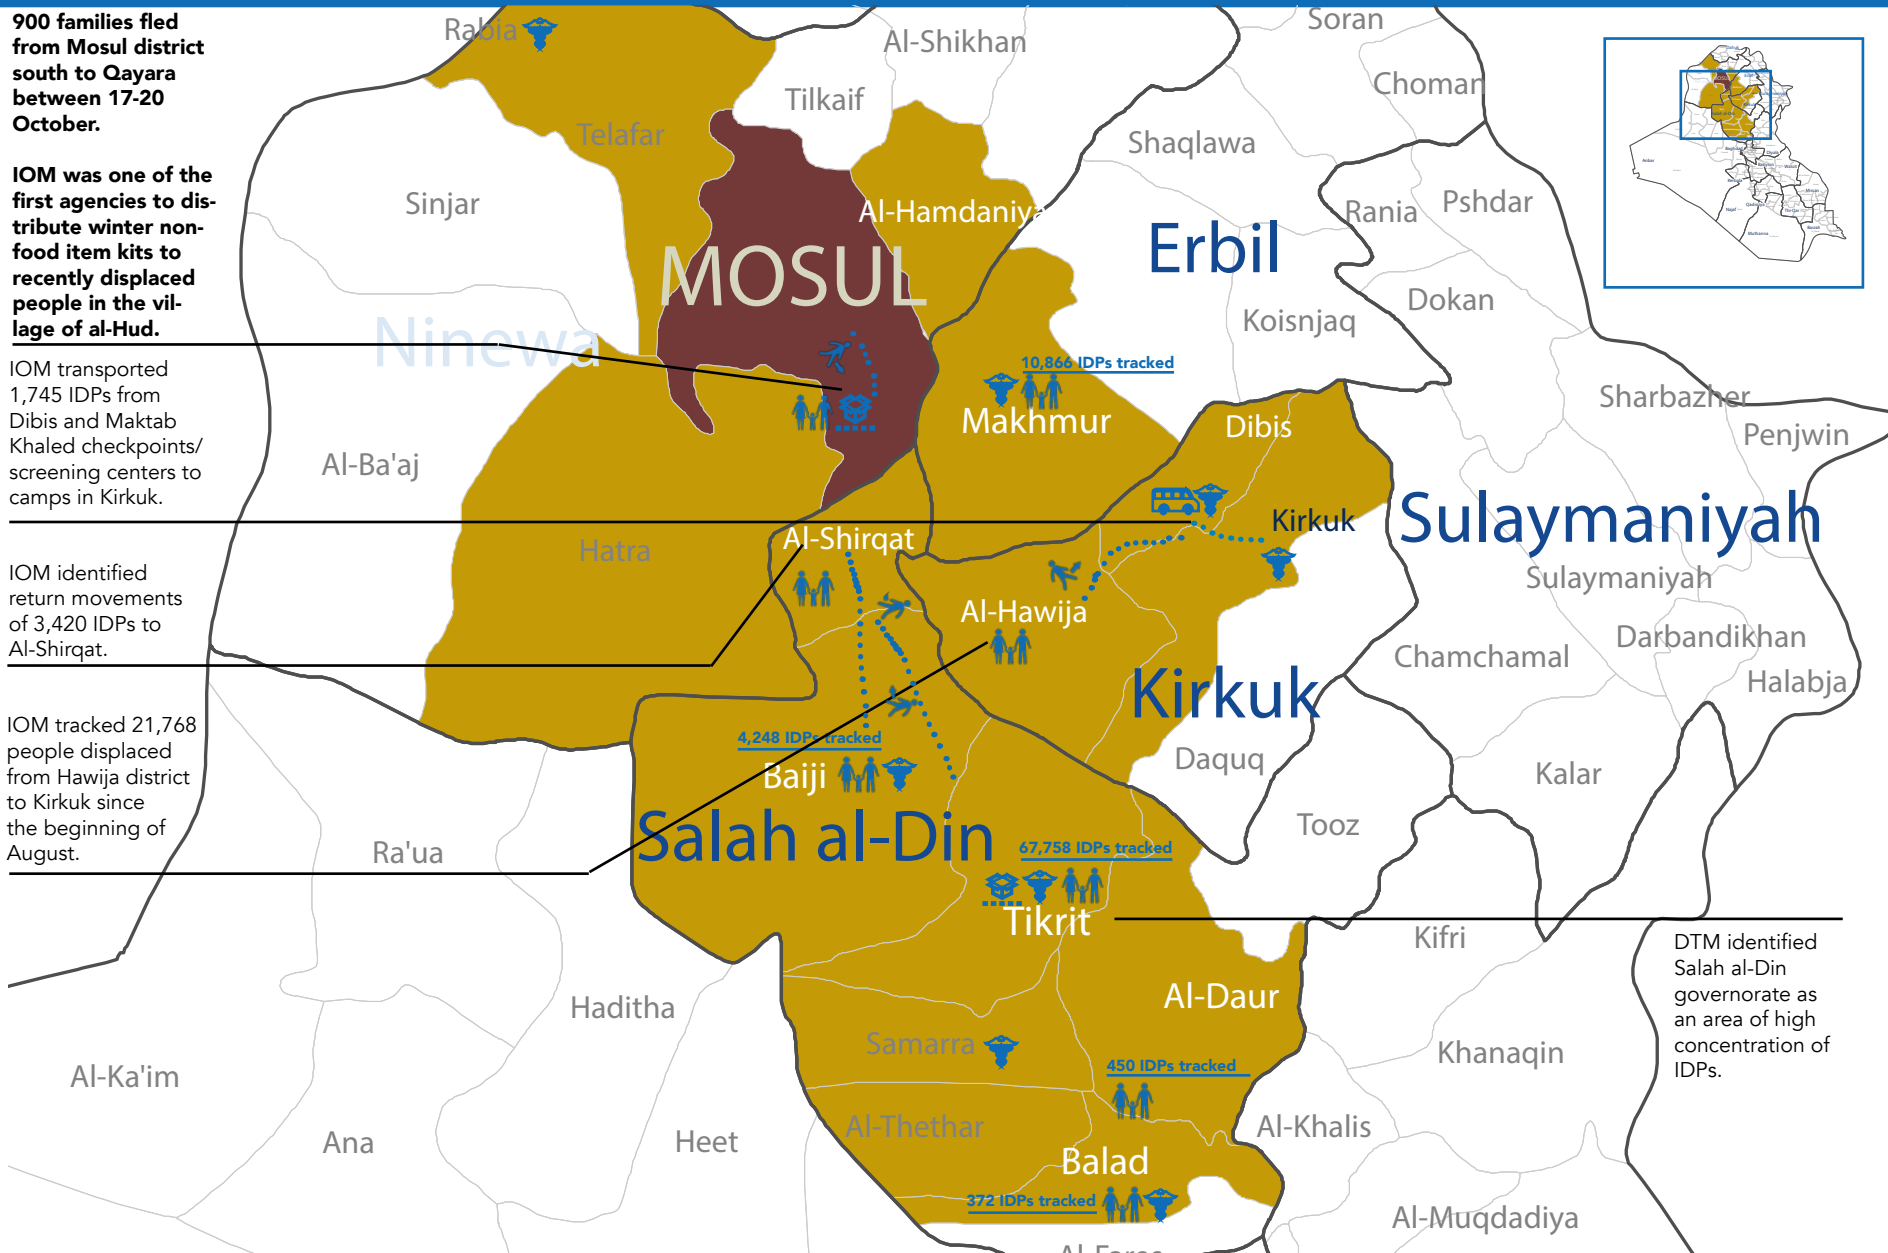 900 families fled
from Mosul district
south to Qayara
between 17-20
October.
IOM was one of the
first agencies to dis-
tribute winter non-
food item kits to
recently displaced
people in the vil-
lage of al-Hud.
IOM transported
1,745 IDPs from
Dibis and Maktab
Khaled checkpoints/
screening centers to
camps in Kirkuk.
IOM identified
return movements
of 3,420 IDPs to
Al-Shirqat.
IOM tracked 21,768
people displaced
from Hawija district
to Kirkuk since
the beginning of
August.
Rabia
Al-Shikhan
Soran
Choman
Tilkaif
Telafar
Shaqlawa
Sinjar
Al-Hamdaniya
Rania
Pshdar
MOSUL
Erbil
Dokan
Koisnjaq
Ninewa
10,866 IDPs tracked
Makhmur
Dibis
Sharbazher
Penjwin
Al-Ba'aj
Kirkuk
Sulaymaniyah
Hatra
Al-Shirqat
Sulaymaniyah
Al-Hawija
Darbandikhan
Chamchamal
Halabja
Kirkuk
4,248 IDPs tracked
Baiji
Daquq
Kalar
Salah al-Din
Tooz
Ra'ua
67,758 IDPs tracked
Tikrit
Kifri
DTM identified
Salah al-Din
governorate as
an area of high
concentration of
IDPs.
Al-Daur
Haditha
Samarra
Khanaqin
450 IDPs tracked
Al-Ka'im
Al-Thethar
Al-Khalis
Ana
Heet
Balad
372 IDPs tracked
Al-Muqdadiya